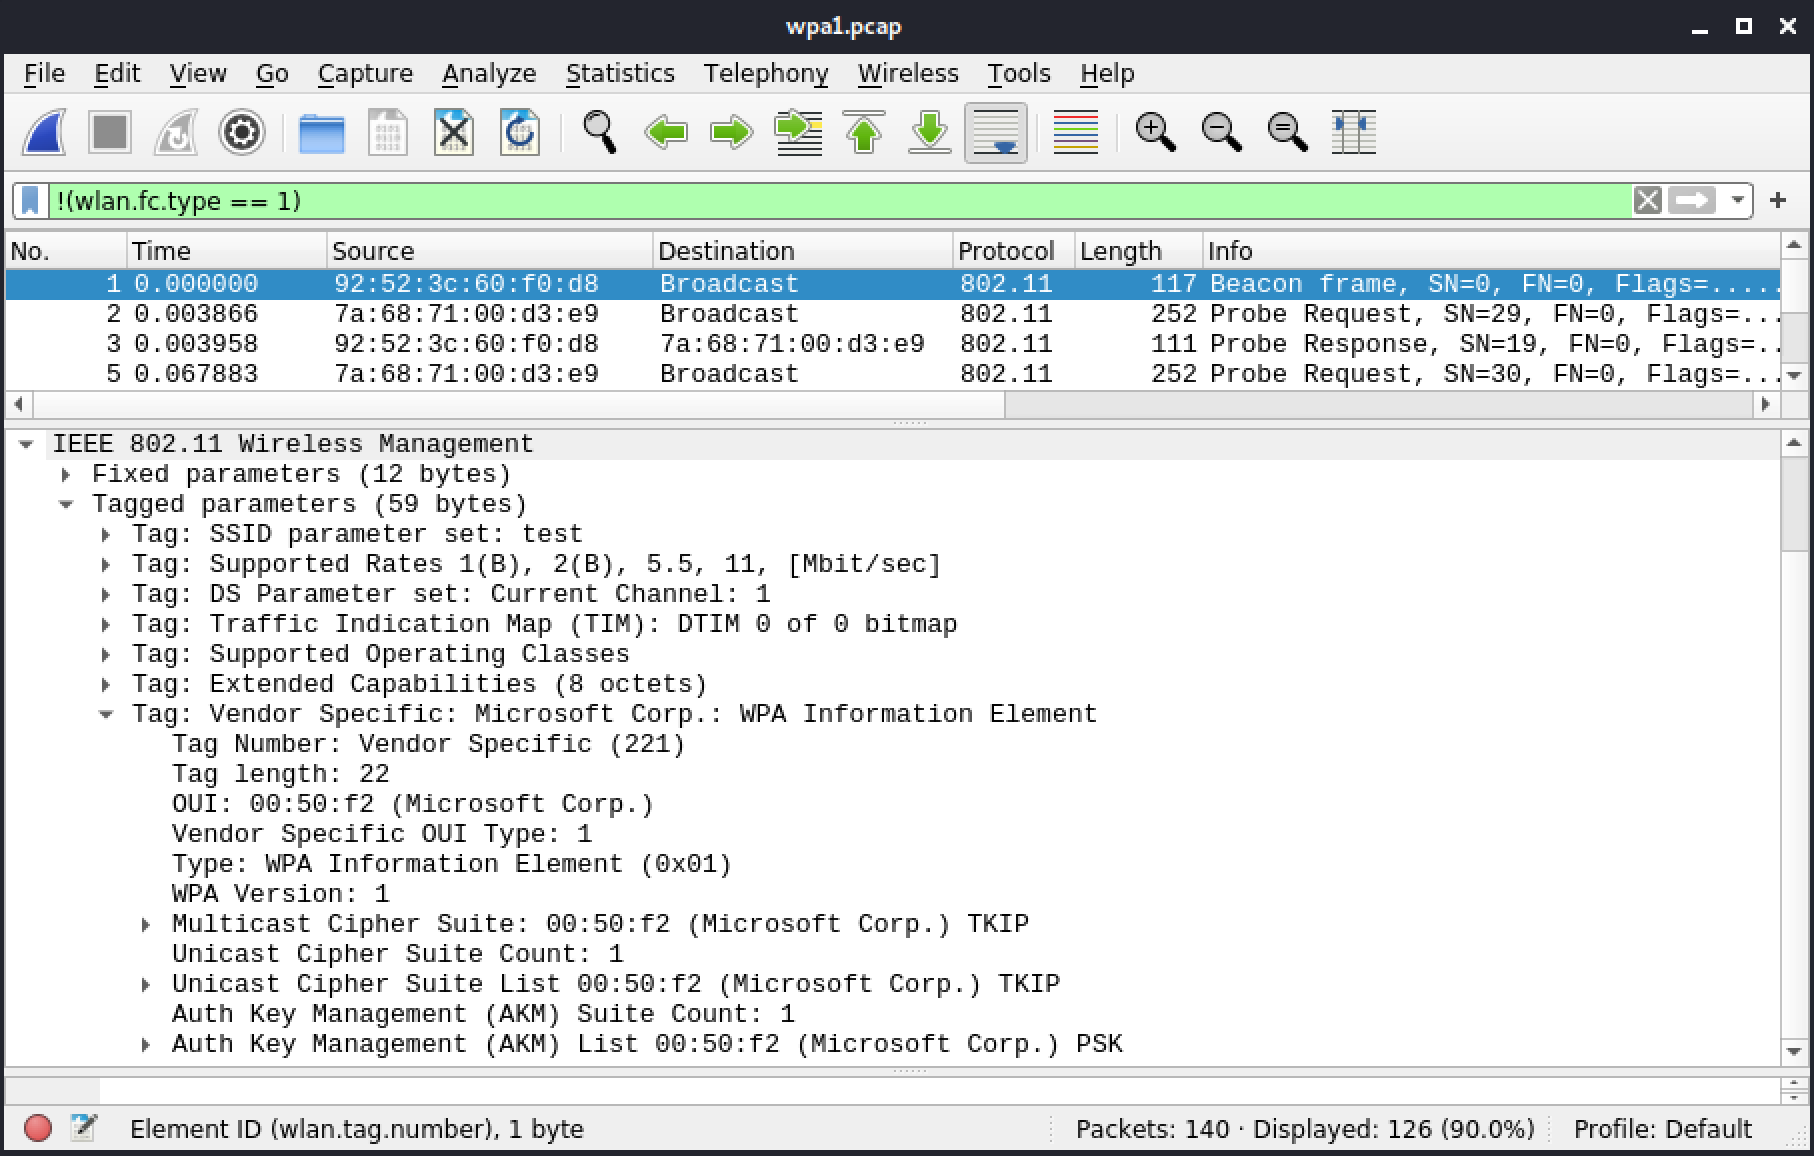 wpa1.pcap
File Edit View Go Capture Analyze Statistics Telephony Wireless Tools Help
!(wlan.fc.type == 1)
No. Time Source Destination Protocol Length Info
1 0.000000 92:52:3c:60:f0:d8 Broadcast 802.11 117 Beacon frame, SN=0, FN=0, Flags=.....
2 0.003866 7a:68:71:00:d3:e9 Broadcast 802.11 252 Probe Request, SN=29, FN=0, Flags=...
3 0.003958 92:52:3c:60:f0:d8 7a:68:71:00:d3:e9 802.11 111 Probe Response, SN=19, FN=0, Flags=..
5 0.067883 7a:68:71:00:d3:e9 Broadcast 802.11 252 Probe Request, SN=30, FN=0, Flags=...
IEEE 802.11 Wireless Management
Fixed parameters (12 bytes)
Tagged parameters (59 bytes)
Tag: SSID parameter set: test
Tag: Supported Rates 1(B), 2(B), 5.5, 11, [Mbit/sec]
Tag: DS Parameter set: Current Channel: 1
Tag: Traffic Indication Map (TIM): DTIM 0 of 0 bitmap
Tag: Supported Operating Classes
Tag: Extended Capabilities (8 octets)
Tag: Vendor Specific: Microsoft Corp.: WPA Information Element
Tag Number: Vendor Specific (221)
Tag length: 22
OUI: 00:50:f2 (Microsoft Corp.)
Vendor Specific OUI Type: 1
Type: WPA Information Element (0x01)
WPA Version: 1
Multicast Cipher Suite: 00:50:f2 (Microsoft Corp.) TKIP
Unicast Cipher Suite Count: 1
Unicast Cipher Suite List 00:50:f2 (Microsoft Corp.) TKIP
Auth Key Management (AKM) Suite Count: 1
Auth Key Management (AKM) List 00:50:f2 (Microsoft Corp.) PSK
Element ID (wlan.tag.number), 1 byte Packets: 140 · Displayed: 126 (90.0%) Profile: Default